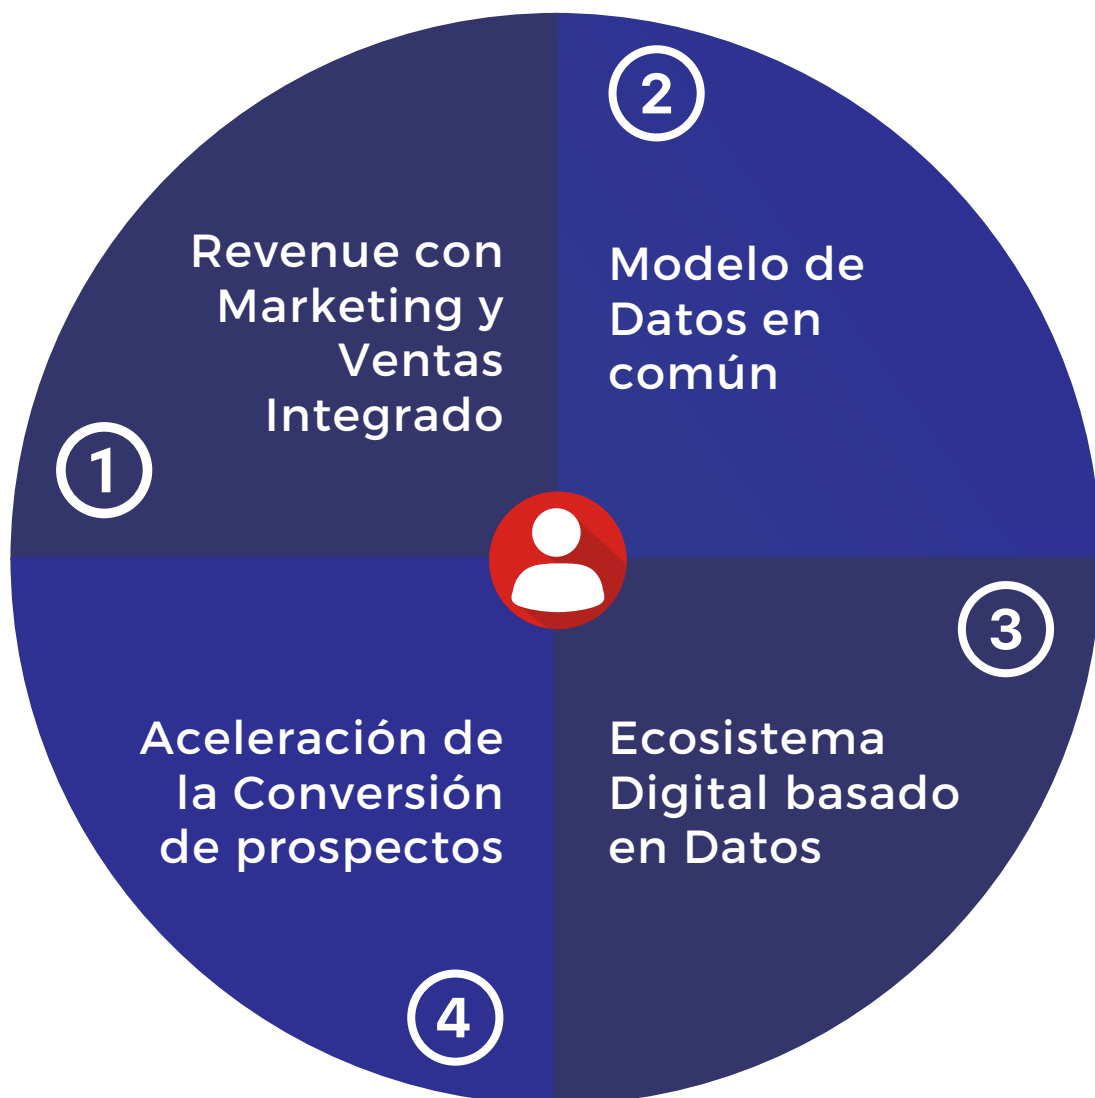 1
Revenue con
Marketing y
Ventas
Integrado
2
Modelo de
Datos en
común
3
Ecosistema
Digital basado
en Datos
4
Aceleración de
la Conversión
de prospectos